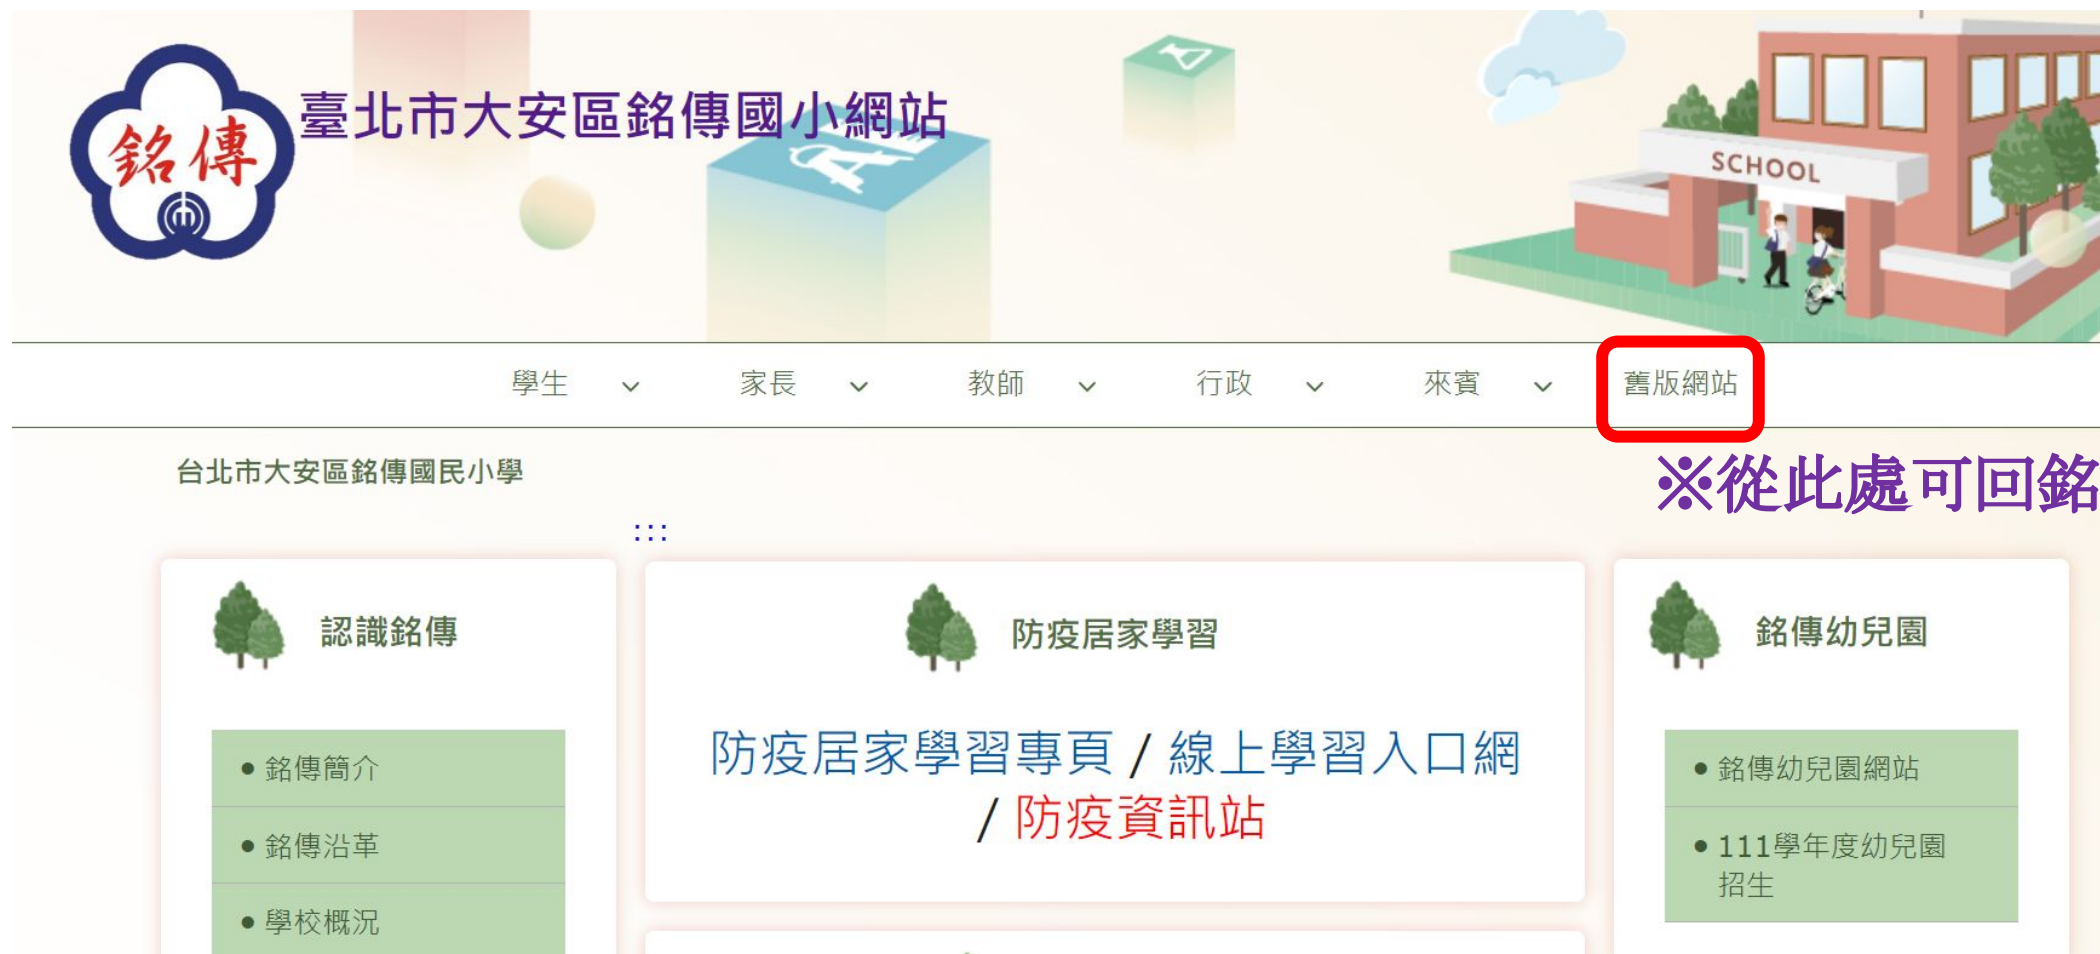 銘傳
臺北市大安區銘傳國小網站
SCHOOL
學生 家長 教師 行政 來賓 舊版網站
台北市大安區銘傳國民小學
※從此處可回銘
:::
認識銘傳
● 銘傳簡介
● 銘傳沿革
● 學校概況
防疫居家學習
防疫居家學習專頁 / 線上學習入口網
/ 防疫資訊站
銘傳幼兒園
● 銘傳幼兒園網站
● 111學年度幼兒園
招生